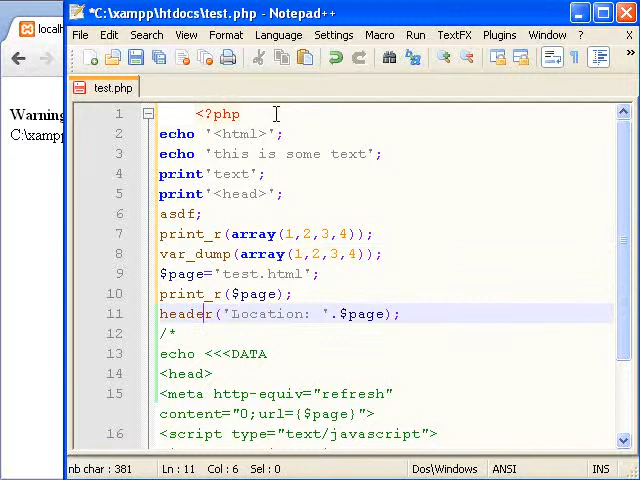 *C:\xampp\htdocs\test.php - Notepad++
localh
File Edit Search View Format Language Settings Macro Run TextFX Plugins Window ? X
test.php
Warning
C:\xampp
1 <?php
2 echo '<html>';
3 echo 'this is some text';
4 print'text';
5 print'<head>';
6 asdf;
7 print_r(array(1,2,3,4));
8 var_dump(array(1,2,3,4));
9 $page='test.html';
10 print_r($page);
11 header('Location: '.$page);
12 /*
13 echo <<<DATA
14 <head>
15 <meta http-equiv="refresh"
content="0;url={$page}">
16 <script type="text/javascript">
nb char : 381 Ln : 11 Col : 6 Sel : 0 Dos\Windows ANSI INS